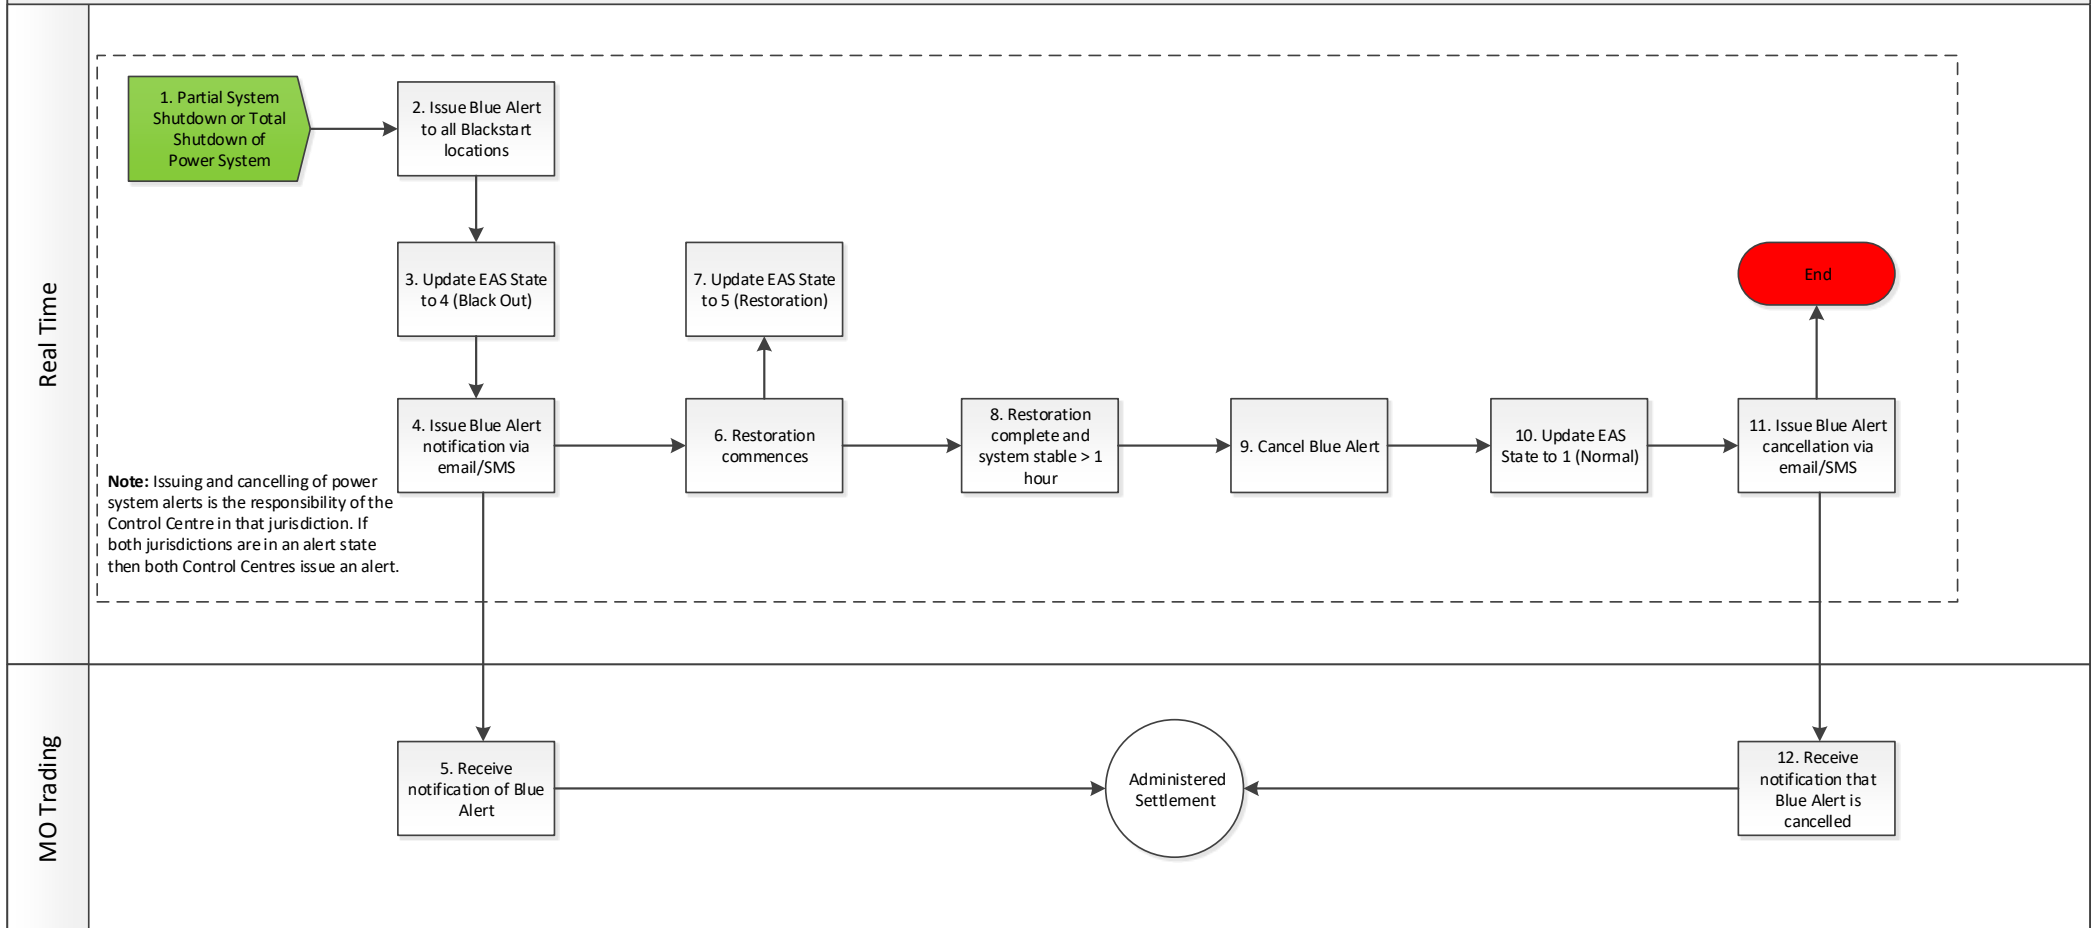 Real Time
1. Partial System
Shutdown or Total
Shutdown of
Power System
2. Issue Blue Alert
to all Blackstart
locations
3. Update EAS State
to 4 (Black Out)
7. Update EAS State
to 5 (Restoration)
End
4. Issue Blue Alert
notification via
email/SMS
6. Restoration
commences
8. Restoration
complete and
system stable > 1
hour
9. Cancel Blue Alert
10. Update EAS
State to 1 (Normal)
11. Issue Blue Alert
cancellation via
email/SMS
Note: Issuing and cancelling of power
system alerts is the responsibility of the
Control Centre in that jurisdiction. If
both jurisdictions are in an alert state
then both Control Centres issue an alert.
MO Trading
5. Receive
notification of Blue
Alert
Administered
Settlement
12. Receive
notification that
Blue Alert is
cancelled